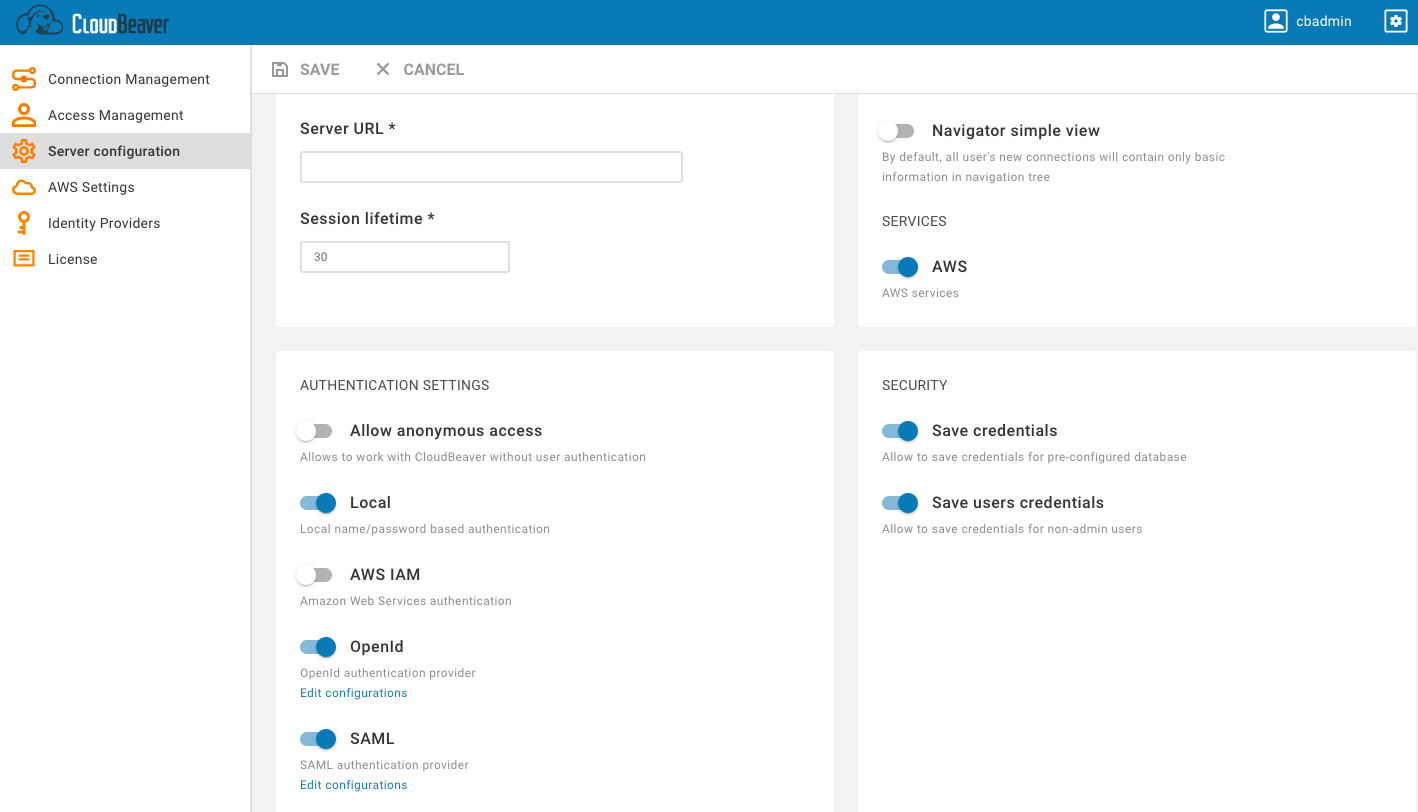 CloudBeaver
cbadmin
Connection Management
Access Management
Server configuration
AWS Settings
Identity Providers
License
SAVE
CANCEL
Server URL *
Session lifetime *
30
Navigator simple view
By default, all user's new connections will contain only basic
information in navigation tree
SERVICES
AWS
AWS services
AUTHENTICATION SETTINGS
Allow anonymous access
Allows to work with CloudBeaver without user authentication
Local
Local name/password based authentication
AWS IAM
Amazon Web Services authentication
OpenId
OpenId authentication provider
Edit configurations
SAML
SAML authentication provider
Edit configurations
SECURITY
Save credentials
Allow to save credentials for pre-configured database
Save users credentials
Allow to save credentials for non-admin users